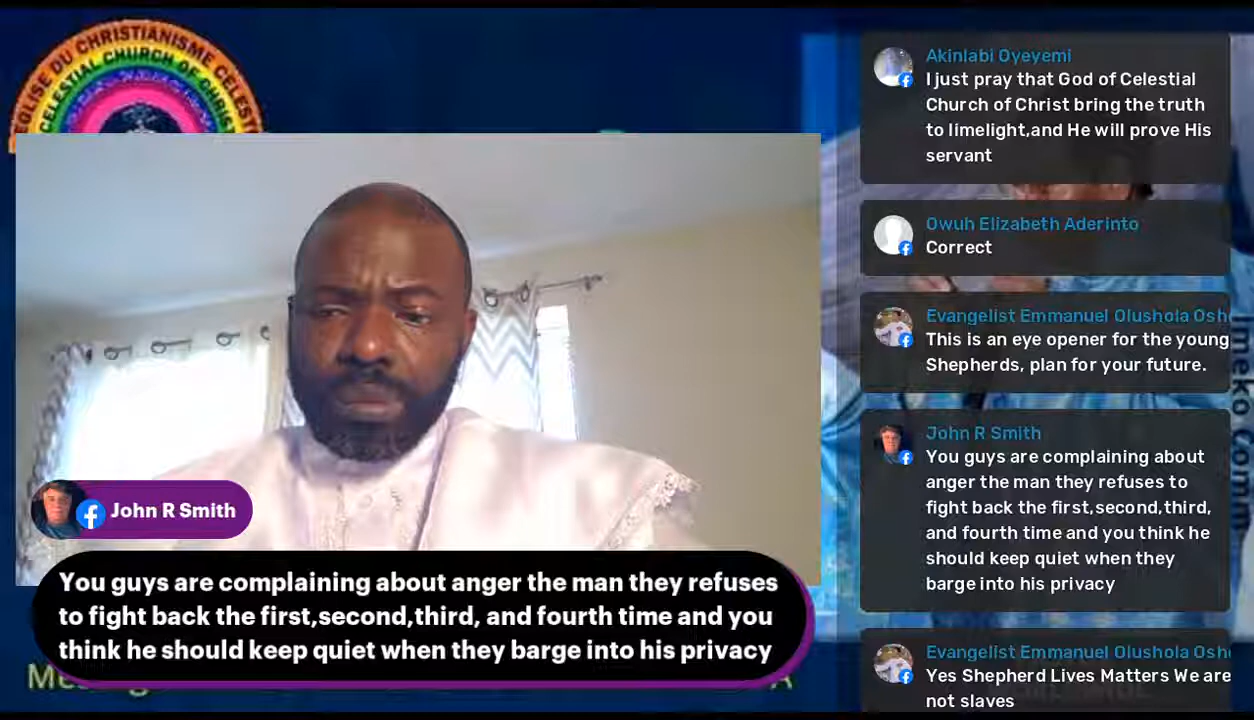 EGLISE DU CHRISTIANISME CELEST
CELESTIAL CHURCH OF CHRIST
John R Smith
You guys are complaining about anger the man they refuses
to fight back the first,second,third, and fourth time and you
think he should keep quiet when they barge into his privacy
Akinlabi Oyeyemi
I just pray that God of Celestial
Church of Christ bring the truth
to limelight,and He will prove His
servant
Owuh Elizabeth Aderinto
Correct
Evangelist Emmanuel Olushola Osh
This is an eye opener for the young
Shepherds, plan for your future.
John R Smith
You guys are complaining about
anger the man they refuses to
fight back the first,second,third,
and fourth time and you think he
should keep quiet when they
barge into his privacy
Evangelist Emmanuel Olushola Osh
Yes Shepherd Lives Matters We are
not slaves
Imeko